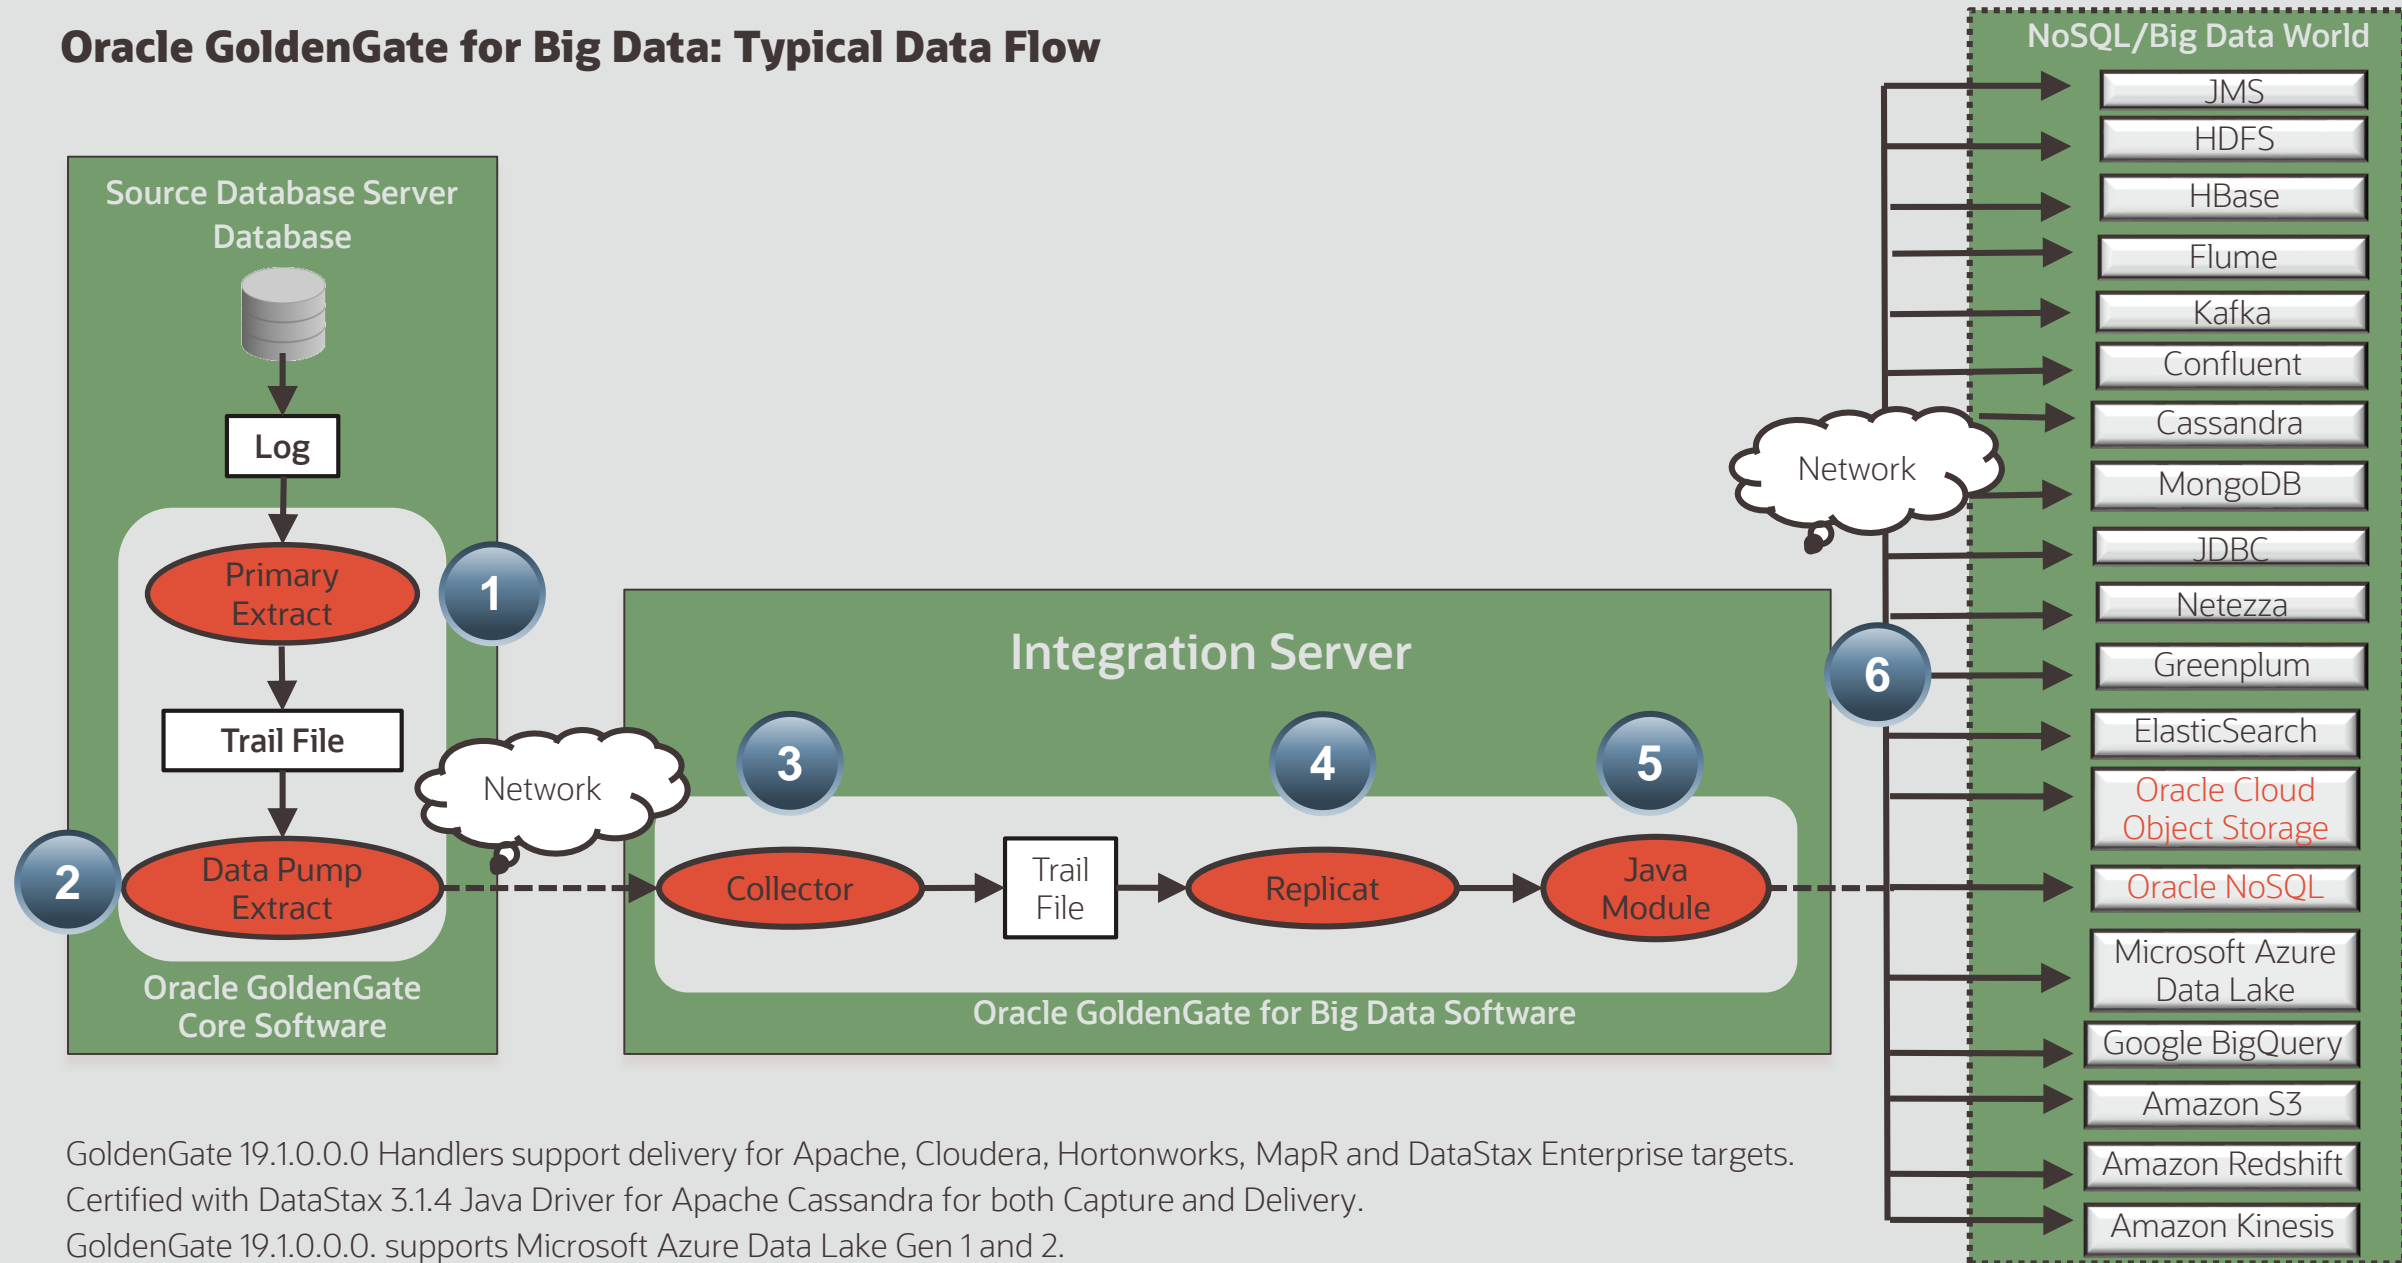 Oracle GoldenGate for Big Data: Typical Data Flow
Source Database Server
Database
Log
Primary
Extract
1
Trail File
2
Data Pump
Extract
Oracle GoldenGate
Core Software
Network
Integration Server
3
4
5
Collector
Trail
File
Replicat
Java
Module
Oracle GoldenGate for Big Data Software
Network
6
NoSQL/Big Data World
JMS
HDFS
HBase
Flume
Kafka
Confluent
Cassandra
MongoDB
JDBC
Netezza
Greenplum
ElasticSearch
Oracle Cloud
Object Storage
Oracle NoSQL
Microsoft Azure
Data Lake
Google BigQuery
Amazon S3
Amazon Redshift
Amazon Kinesis
GoldenGate 19.1.0.0.0 Handlers support delivery for Apache, Cloudera, Hortonworks, MapR and DataStax Enterprise targets.
Certified with DataStax 3.1.4 Java Driver for Apache Cassandra for both Capture and Delivery.
GoldenGate 19.1.0.0.0. supports Microsoft Azure Data Lake Gen 1 and 2.